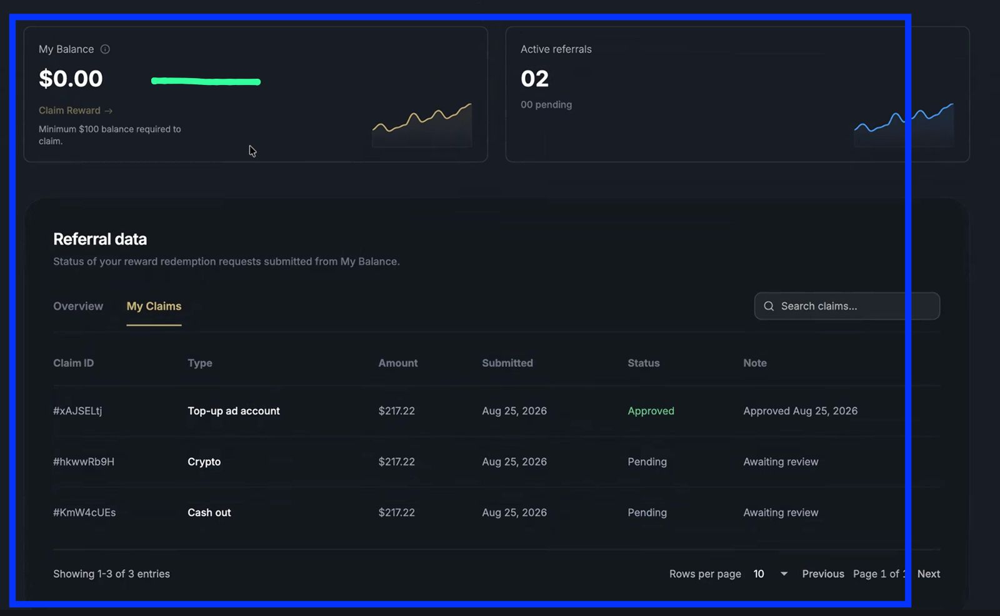 My Balance
$0.00
Claim Reward →
Minimum $100 balance required to
claim.
Active referrals
02
00 pending
Referral data
Status of your reward redemption requests submitted from My Balance.
Overview My Claims
Search claims...
Claim ID Type Amount Submitted Status Note
#xAJSELtj Top-up ad account $217.22 Aug 25, 2026 Approved Approved Aug 25, 2026
#hkwwRb9H Crypto $217.22 Aug 25, 2026 Pending Awaiting review
#KmW4cUEs Cash out $217.22 Aug 25, 2026 Pending Awaiting review
Showing 1-3 of 3 entries Rows per page 10 Previous Page 1 of Next